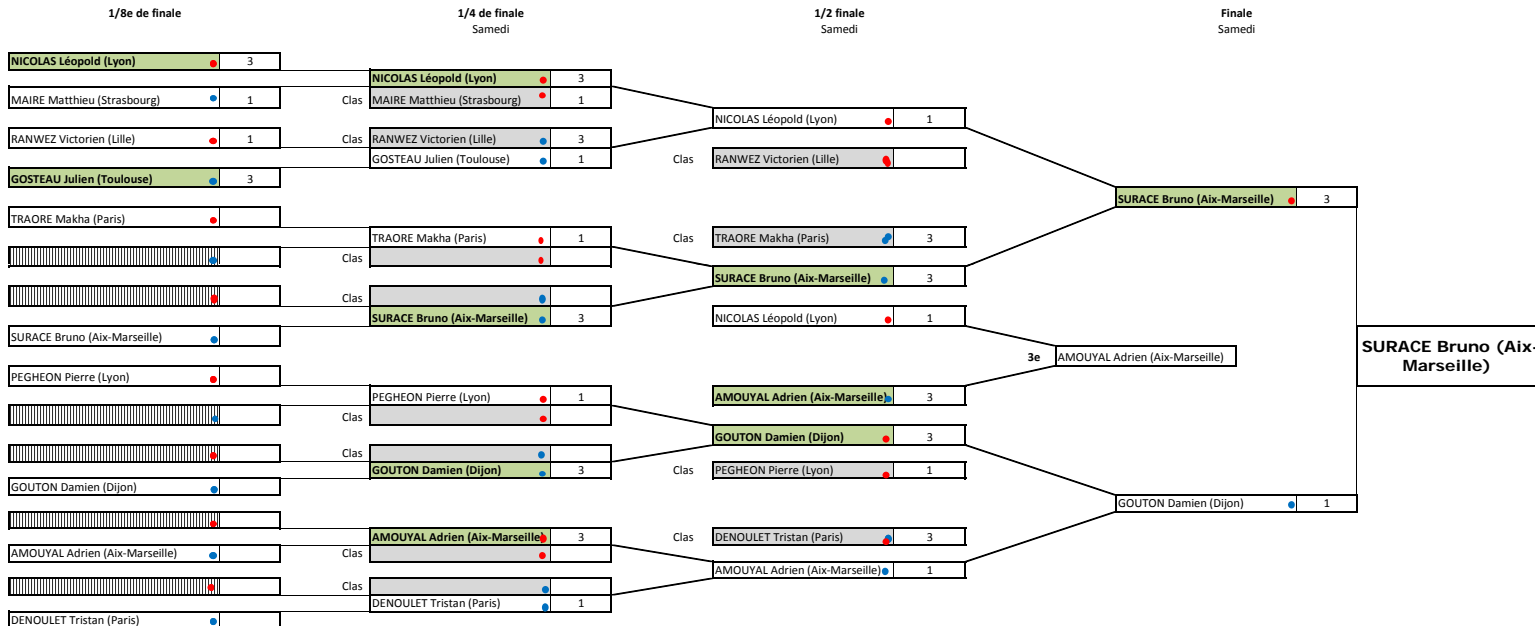 1/8e de finale
1/4 de finale
Samedi
1/2 finale
Samedi
Finale
Samedi
NICOLAS Léopold (Lyon) 3
MAIRE Matthieu (Strasbourg) 1
RANWEZ Victorien (Lille) 1
GOSTEAU Julien (Toulouse) 3
TRAORE Makha (Paris)
SURACE Bruno (Aix-Marseille)
PEGHEON Pierre (Lyon)
GOUTON Damien (Dijon)
AMOUYAL Adrien (Aix-Marseille)
DENOULET Tristan (Paris)
NICOLAS Léopold (Lyon) 3
Clas MAIRE Matthieu (Strasbourg) 1
Clas RANWEZ Victorien (Lille) 3
GOSTEAU Julien (Toulouse) 1
TRAORE Makha (Paris) 1
Clas
Clas
SURACE Bruno (Aix-Marseille) 3
PEGHEON Pierre (Lyon) 1
Clas
Clas
GOUTON Damien (Dijon) 3
AMOUYAL Adrien (Aix-Marseille) 3
Clas
Clas
DENOULET Tristan (Paris) 1
NICOLAS Léopold (Lyon) 1
Clas RANWEZ Victorien (Lille)
Clas TRAORE Makha (Paris) 3
SURACE Bruno (Aix-Marseille) 3
NICOLAS Léopold (Lyon) 1
AMOUYAL Adrien (Aix-Marseille) 3
GOUTON Damien (Dijon) 3
Clas PEGHEON Pierre (Lyon) 1
Clas DENOULET Tristan (Paris) 3
AMOUYAL Adrien (Aix-Marseille) 1
SURACE Bruno (Aix-Marseille) 3
3e AMOUYAL Adrien (Aix-Marseille)
GOUTON Damien (Dijon) 1
SURACE Bruno (Aix-
Marseille)